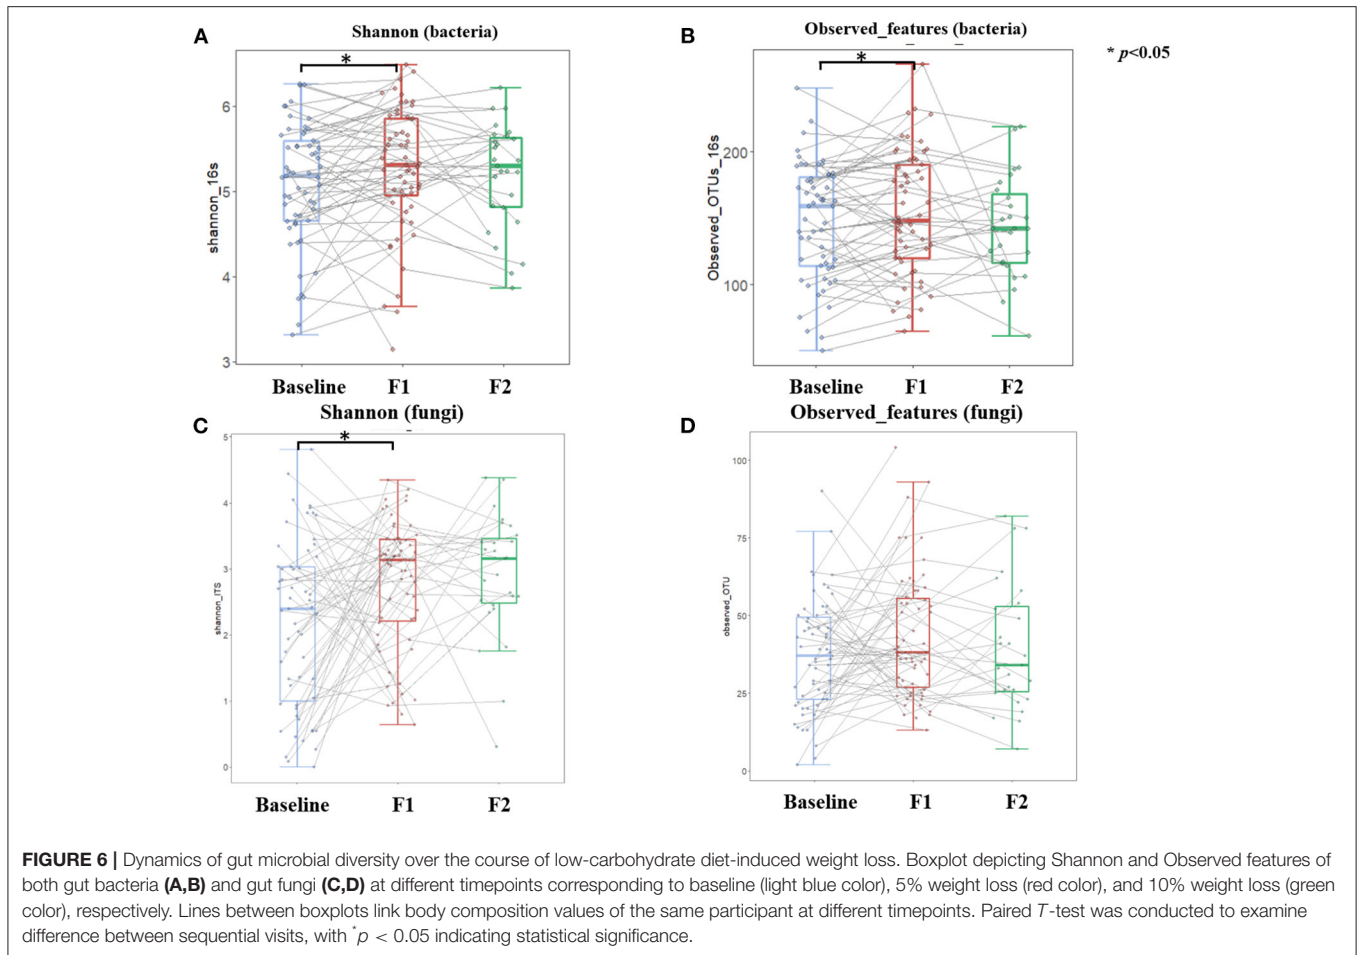 A
Shannon (bacteria)
*
shannon_16s
6
5
4
3
Baseline F1 F2
B
Observed_features (bacteria)
*
* p<0.05
Observed_OTUs_16s
200
100
Baseline F1 F2
C
Shannon (fungi)
*
shannon_ITS
5
4
3
2
1
0
Baseline F1 F2
D
Observed_features (fungi)
observed_OTU
100
75
50
25
0
Baseline F1 F2
FIGURE 6 | Dynamics of gut microbial diversity over the course of low-carbohydrate diet-induced weight loss. Boxplot depicting Shannon and Observed features of
both gut bacteria (A,B) and gut fungi (C,D) at different timepoints corresponding to baseline (light blue color), 5% weight loss (red color), and 10% weight loss (green
color), respectively. Lines between boxplots link body composition values of the same participant at different timepoints. Paired T-test was conducted to examine
difference between sequential visits, with *p < 0.05 indicating statistical significance.